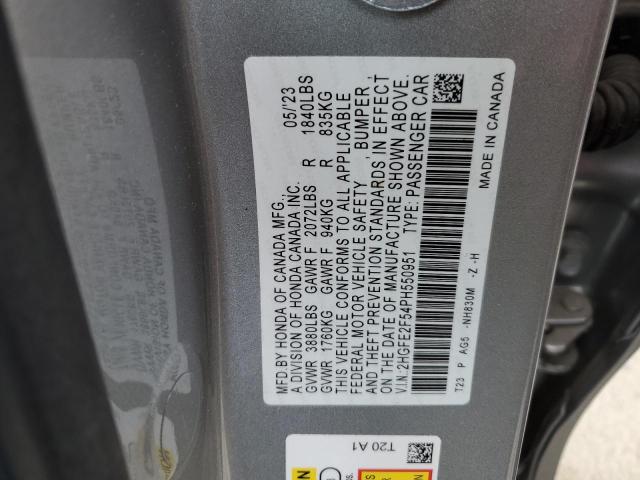 MFD.BY HONDA OF CANADA MFG., 05/'23
A DIVISION OF HONDA CANADA INC.
GVWR 3880LBS GAWR F 2072LBS R 1840LBS
GVWR 1760KG GAWR F 940KG R 835KG
THIS VEHICLE CONFORMS TO ALL APPLICABLE
FEDERAL MOTOR VEHICLE SAFETY , BUMPER ,
AND THEFT PREVENTION STANDARDS IN EFFECT
ON THE DATE OF MANUFACTURE SHOWN ABOVE.
V.I.N.:2HGFE2F54PH550951 TYPE: PASSENGER CAR
T23 P AG5 -NH830M -Z -H
MADE IN CANADA
T20 A1